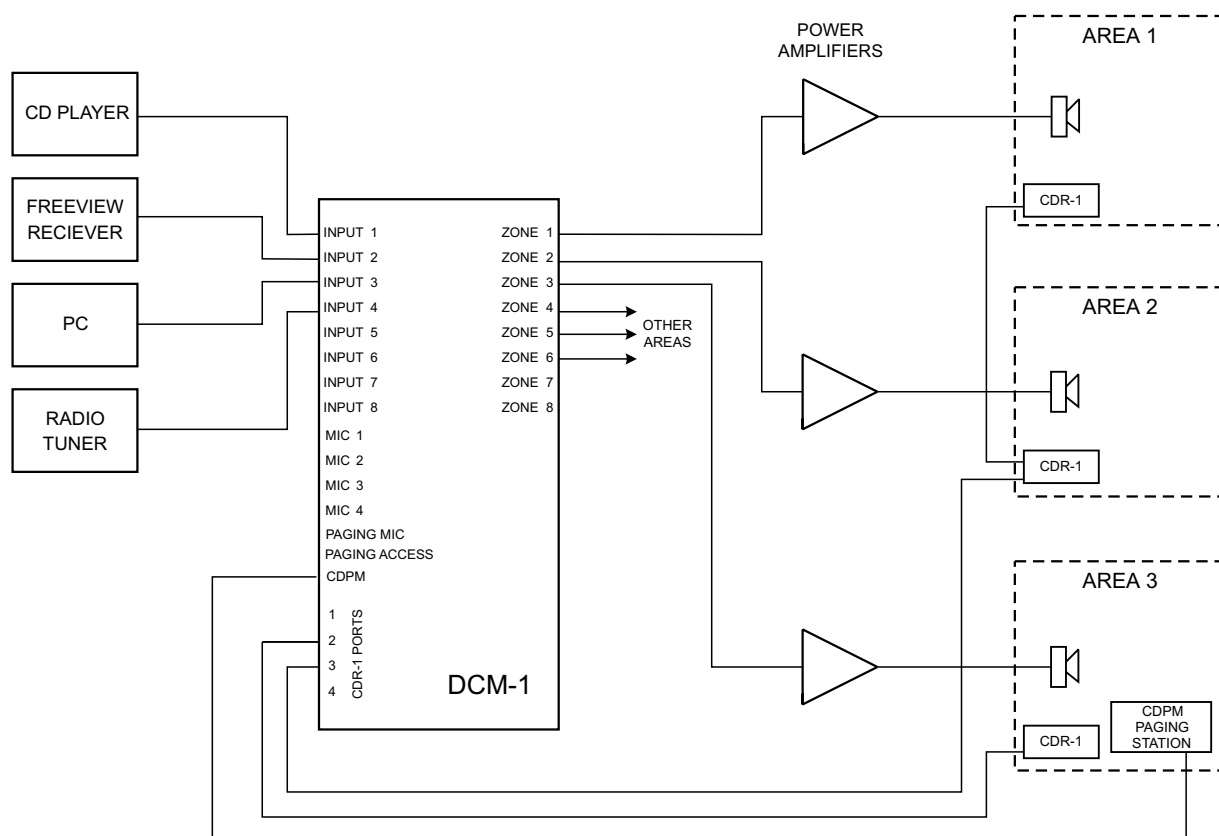 POWER
AMPLIFIERS
AREA 1
CD PLAYER
FREEVIEW
RECIEVER
PC
RADIO
TUNER
INPUT 1
INPUT 2
INPUT 3
INPUT 4
INPUT 5
INPUT 6
INPUT 7
INPUT 8
MIC 1
MIC 2
MIC 3
MIC 4
PAGING MIC
PAGING ACCESS
CDPM
1
2
3
4
CDR-1 PORTS
ZONE 1
ZONE 2
ZONE 3
ZONE 4
ZONE 5
ZONE 6
ZONE 7
ZONE 8
DCM-1
OTHER
AREAS
CDR-1
AREA 2
CDR-1
AREA 3
CDR-1
CDPM
PAGING
STATION